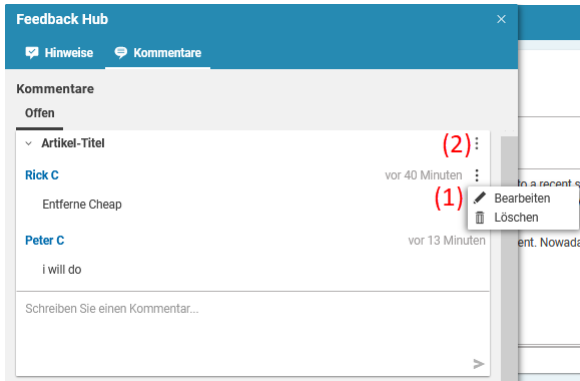 Feedback Hub
Hinweise Kommentare
Kommentare
Offen
Artikel-Titel (2)
Rick C vor 40 Minuten
to a recent s
(1) Bearbeiten
Entferne Cheap
Löschen
Peter C vor 13 Minuten
ent. Nowada
i will do
Schreiben Sie einen Kommentar...